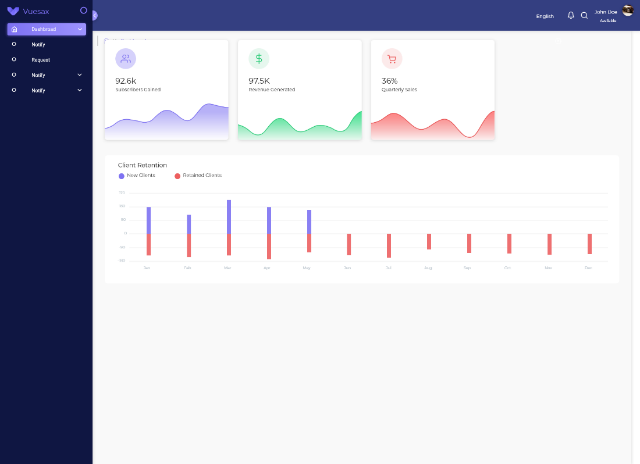 Vuesax
English
John Doe
Available
Dashboard
Notify
Request
Notify
Notify
92.6k
Subscribers Gained
97.5K
Revenue Generated
36%
Quarterly Sales
Client Retention
New Clients
Retained Clients
Jan Feb Mar Apr May Jun Jul Aug Sep Oct Nov Dec